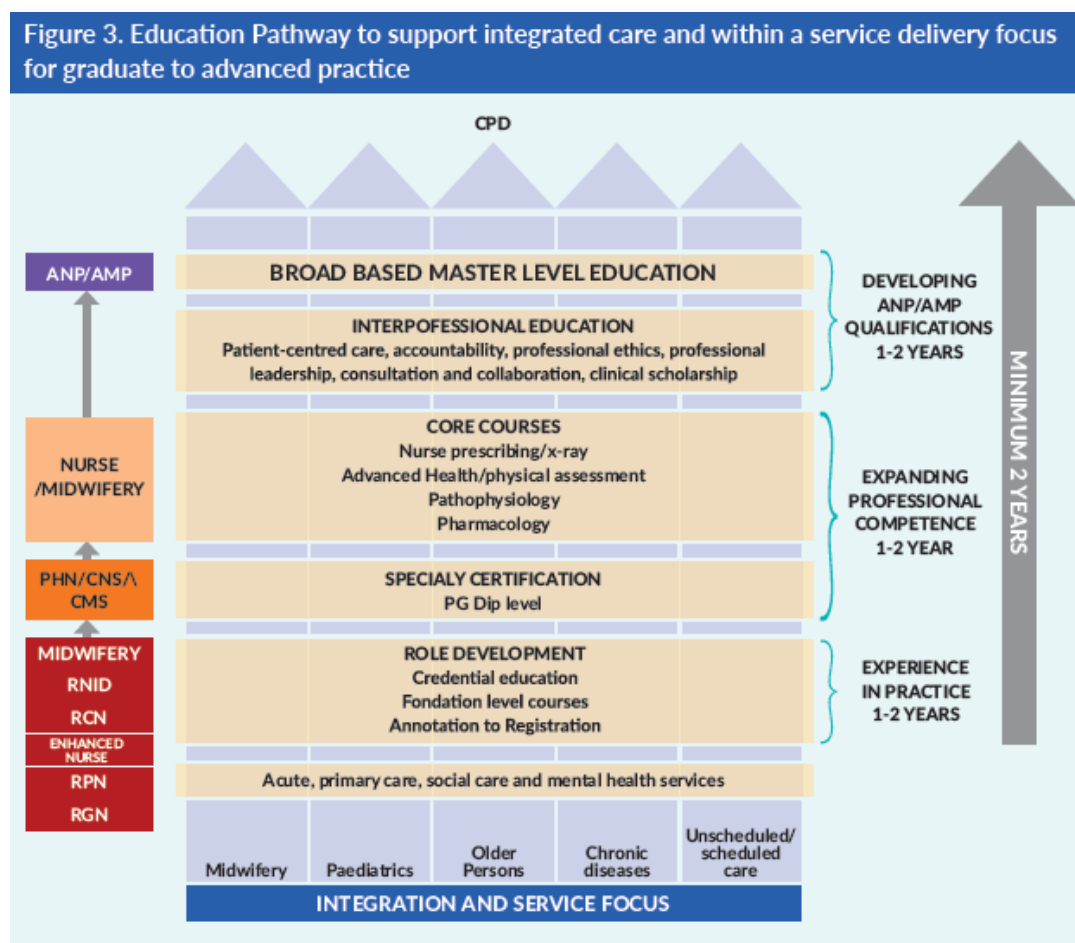 Figure 3. Education Pathway to support integrated care and within a service delivery focus
for graduate to advanced practice
CPD
ANP/AMP
BROAD BASED MASTER LEVEL EDUCATION
INTERPOFESSIONAL EDUCATION
Patient-centred care, accountability, professional ethics, professional
leadership, consultation and collaboration, clinical scholarship
DEVELOPING
ANP/AMP
QUALIFICATIONS
1-2 YEARS
NURSE
/MIDWIFERY
CORE COURSES
Nurse prescribing/x-ray
Advanced Health/physical assessment
Pathophysiology
Pharmacology
EXPANDING
PROFESSIONAL
COMPETENCE
1-2 YEAR
PHN/CNS/\
CMS
SPECIALY CERTIFICATION
PG Dip level
MIDWIFERY
RNID
RCN
ENHANCED
NURSE
RPN
RGN
ROLE DEVELOPMENT
Credential education
Fondation level courses
Annotation to Registration
EXPERIENCE
IN PRACTICE
1-2 YEARS
MINIMUM 2 YEARS
Acute, primary care, social care and mental health services
Midwifery
Paediatrics
Older
Persons
Chronic
diseases
Unscheduled/
scheduled
care
INTEGRATION AND SERVICE FOCUS